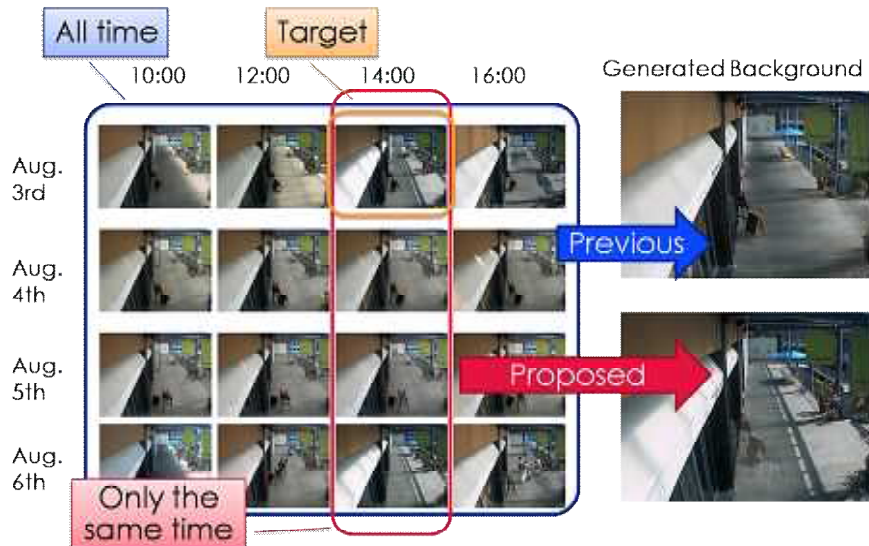 All time
Target
10:00 12:00 14:00 16:00
Generated Background
Aug.
3rd
Aug.
4th
Aug.
5th
Aug.
6th
Previous
Proposed
Only the
same time